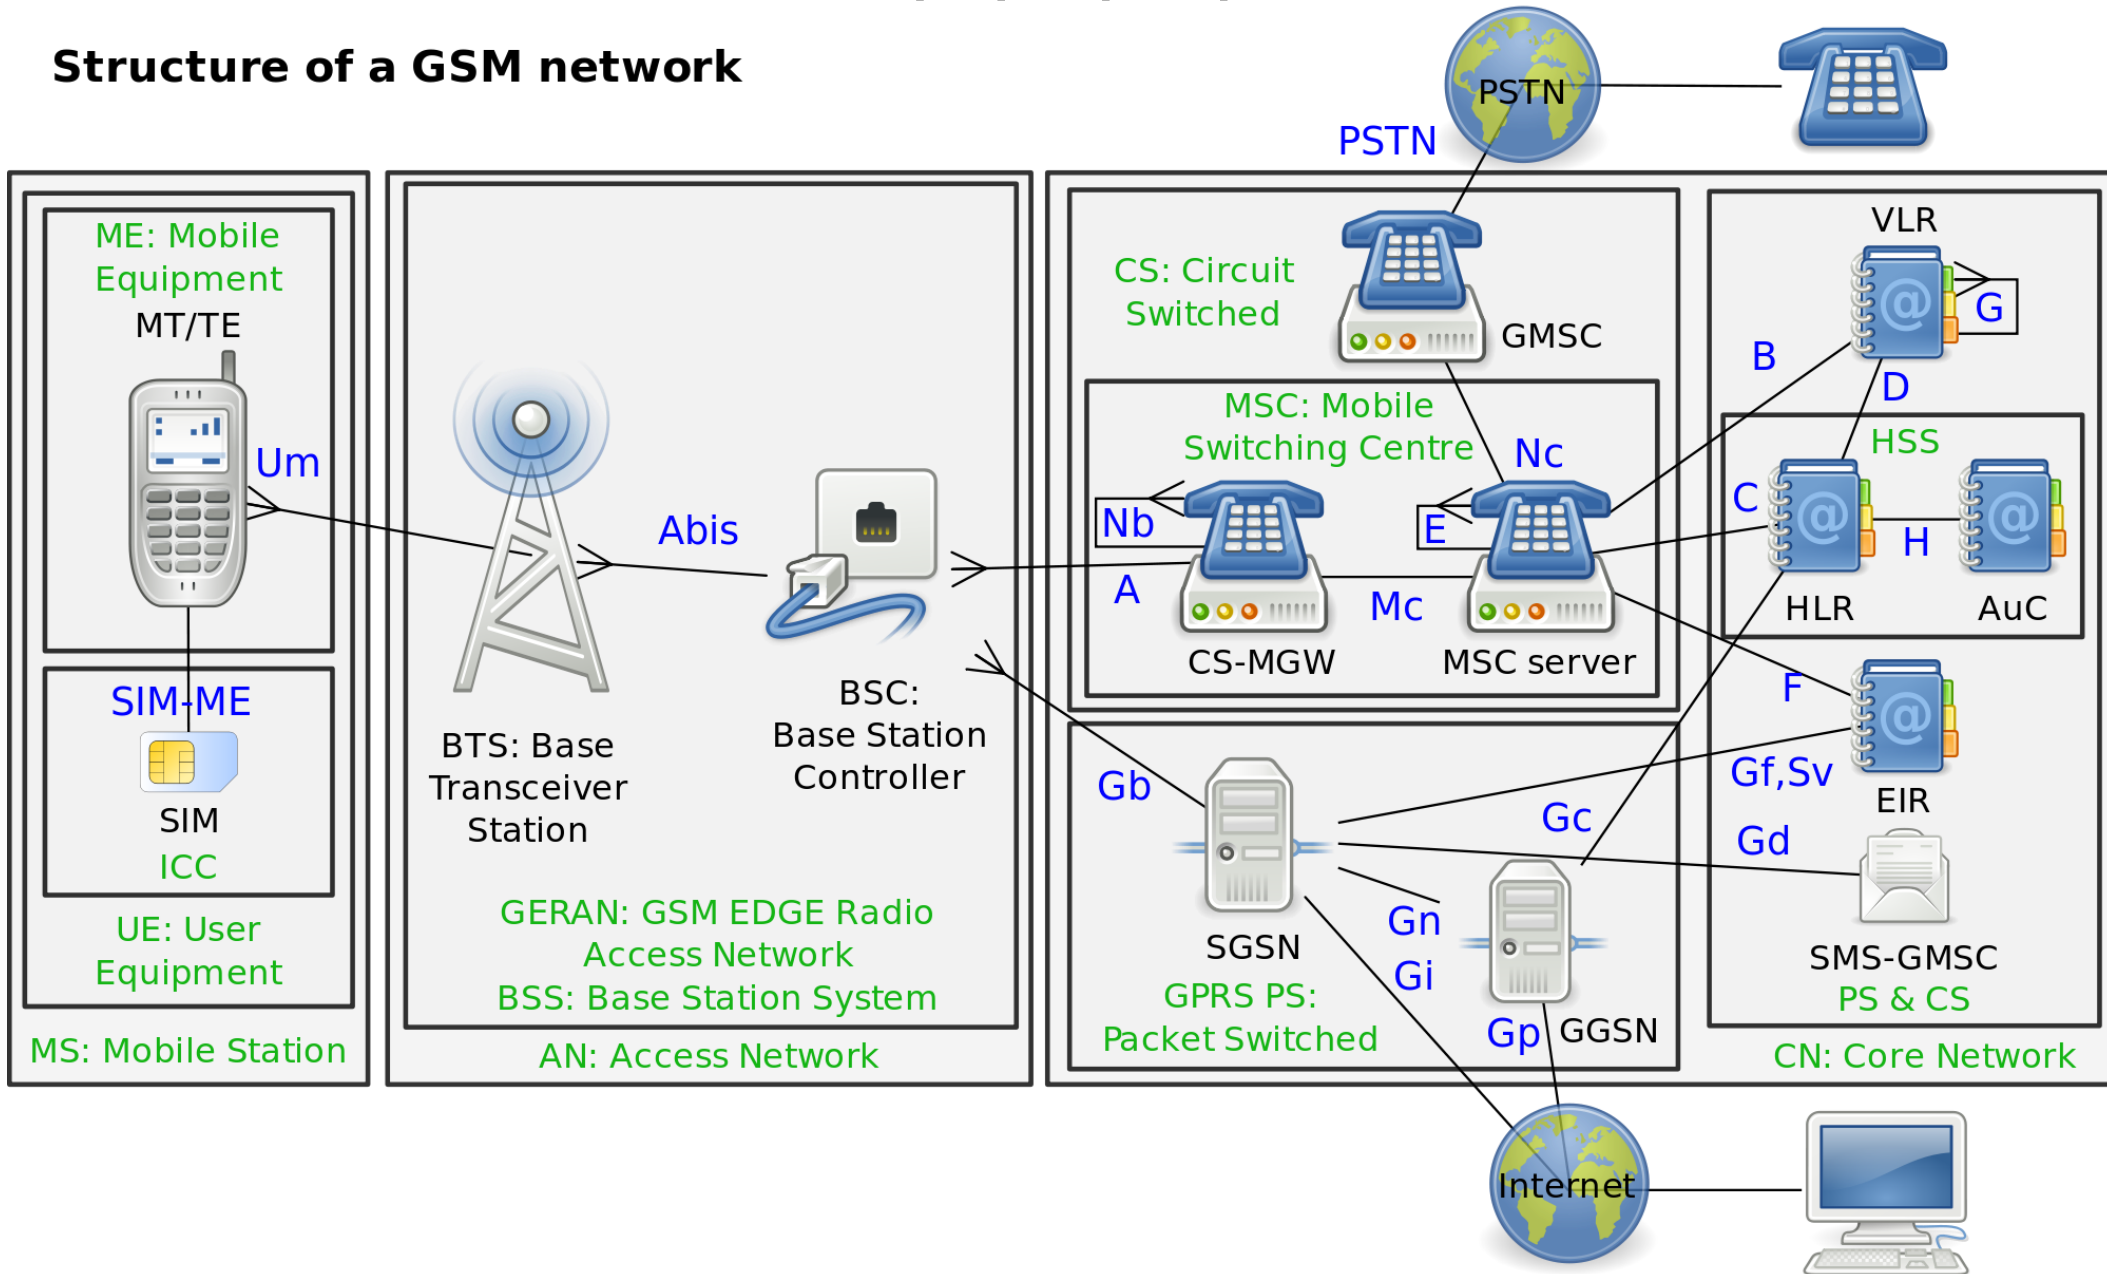 Structure of a GSM network
PSTN
PSTN
ME: Mobile
Equipment
MT/TE
Um
SIM-ME
SIM
ICC
UE: User
Equipment
MS: Mobile Station
Abis
BTS: Base
Transceiver
Station
BSC:
Base Station
Controller
GERAN: GSM EDGE Radio
Access Network
BSS: Base Station System
AN: Access Network
CS: Circuit
Switched
GMSC
MSC: Mobile
Switching Centre
Nc
Nb
E
A
Mc
CS-MGW
MSC server
VLR
G
B
D
HSS
C
H
HLR
AuC
F
Gf,Sv
EIR
Gb
Gc
Gd
Gn
Gi
SGSN
GPRS PS:
Packet Switched
Gp
GGSN
SMS-GMSC
PS & CS
CN: Core Network
Internet